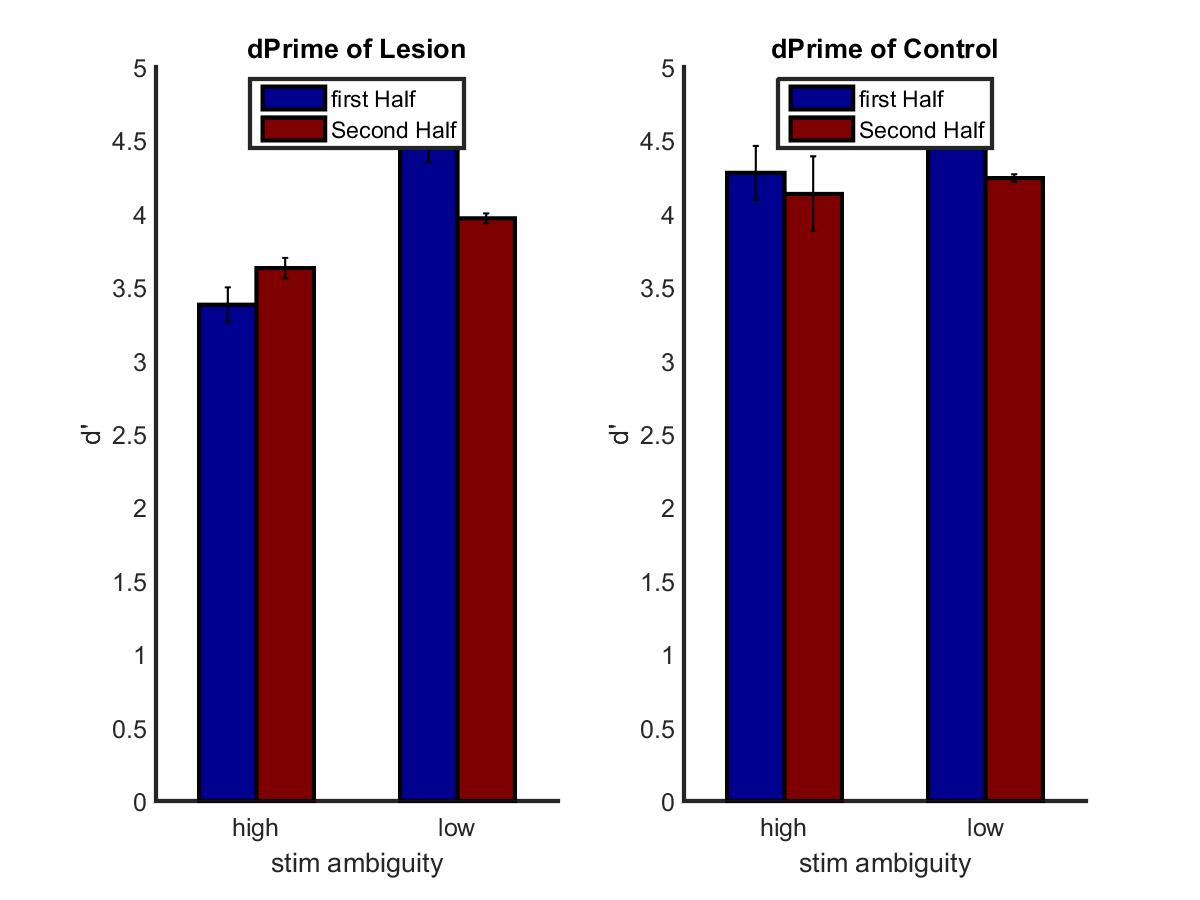 dPrime of Lesion
5
4.5
4
3.5
3
2.5
2
1.5
1
0.5
0
d'
first Half
Second Half
high
low
stim ambiguity
dPrime of Control
5
4.5
4
3.5
3
2.5
2
1.5
1
0.5
0
d'
first Half
Second Half
high
low
stim ambiguity